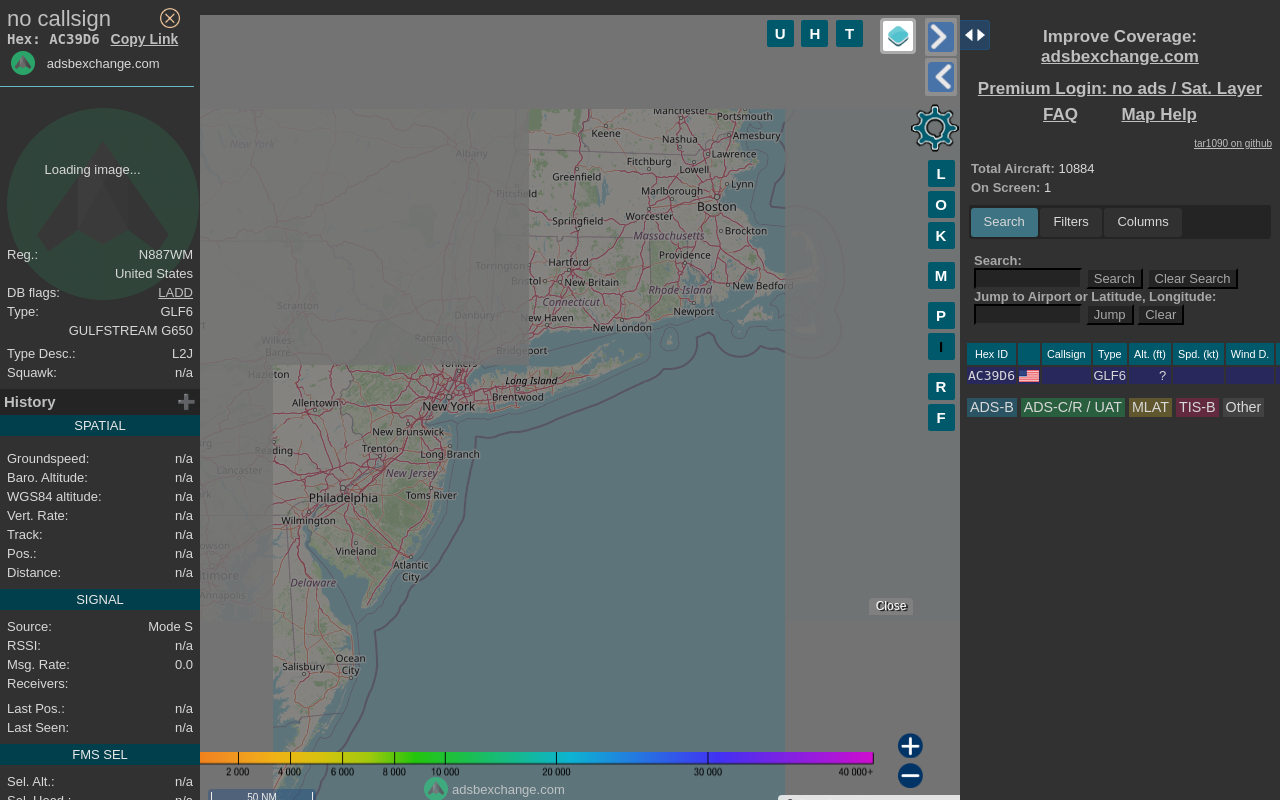 no callsign
Hex: AC39D6 Copy Link
adsbexchange.com
Loading image...
Reg.: N887WM
United States
DB flags: LADD
Type: GLF6
GULFSTREAM G650
Type Desc.: L2J
Squawk: n/a
History
SPATIAL
Groundspeed: n/a
Baro. Altitude: n/a
WGS84 altitude: n/a
Vert. Rate: n/a
Track: n/a
Pos.: n/a
Distance: n/a
SIGNAL
Source: Mode S
RSSI: n/a
Msg. Rate: 0.0
Receivers:
Last Pos.: n/a
Last Seen: n/a
FMS SEL
Sel. Alt.: n/a
Sel. Head.: n/a
U H T
L
O
K
M
P
I
R
F
Manchester
Portsmouth
Keene
Nashua
Amesbury
New York
Albany
Fitchburg
Lawrence
Greenfield
Lowell
Pittsfield
Marlborough
Lynn
Springfield
Worcester
Boston
Massachusetts
Brockton
Torrington
Hartford
Providence
Bristol
New Britain
New Bedford
Rhode Island
Connecticut
Scranton
Danbury
New Haven
New London
Newport
Wilkes
Barre
Ramapo
Bridgeport
Yonkers
Hazleton
Long Island
Allentown
New York
Brentwood
New Brunswick
Reading
Trenton
Long Branch
Lancaster
New Jersey
Philadelphia
Toms River
Wilmington
Vineland
Atlantic
City
Delaware
Annapolis
Salisbury
Ocean
City
Close
2 000 4 000 6 000 8 000 10 000 20 000 30 000 40 000+
adsbexchange.com
50 NM
Improve Coverage:
adsbexchange.com
Premium Login: no ads / Sat. Layer
FAQ Map Help
tar1090 on github
Total Aircraft: 10884
On Screen: 1
Search Filters Columns
Search:
Search Clear Search
Jump to Airport or Latitude, Longitude:
Jump Clear
Hex ID Callsign Type Alt. (ft) Spd. (kt) Wind D.
AC39D6 GLF6 ?
ADS-B ADS-C/R / UAT MLAT TIS-B Other